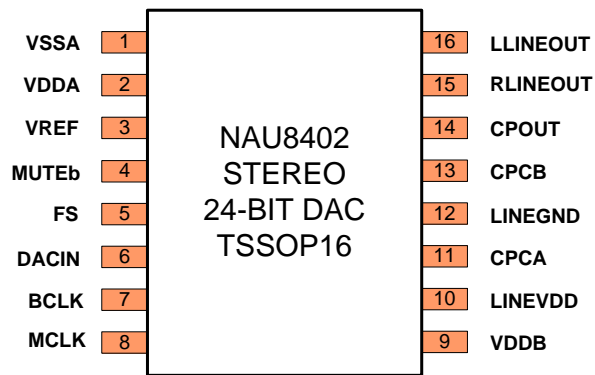 VSSA 1
VDDA 2
VREF 3
MUTEb 4
FS 5
DACIN 6
BCLK 7
MCLK 8
NAU8402
STEREO
24-BIT DAC
TSSOP16
16 LLINEOUT
15 RLINEOUT
14 CPOUT
13 CPCB
12 LINEGND
11 CPCA
10 LINEVDD
9 VDDB